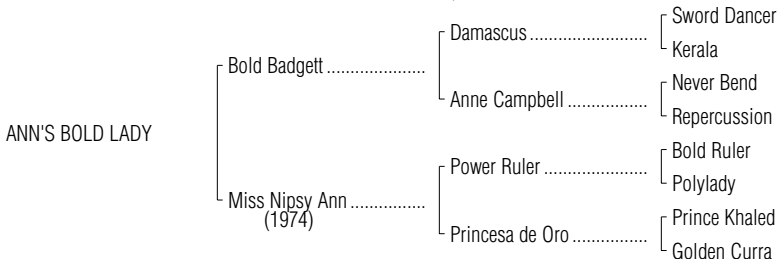 Sword Dancer
Damascus ..........................
Kerala
Bold Badgett ......................
Never Bend
Anne Campbell ..................
Repercussion
ANN'S BOLD LADY
Bold Ruler
Power Ruler .......................
Polylady
Miss Nipsy Ann .................
(1974)
Prince Khaled
Princesa de Oro .................
Golden Curra